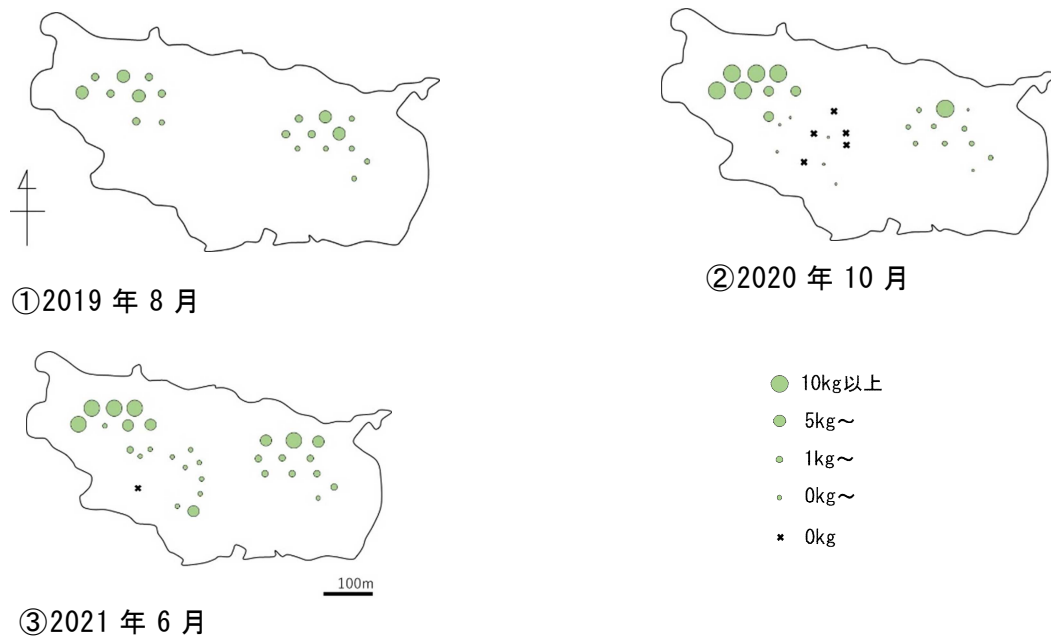 ①2019 年 8 月
②2020 年 10 月
10kg以上
5kg～
1kg～
0kg～
0kg
100m
③2021 年 6 月